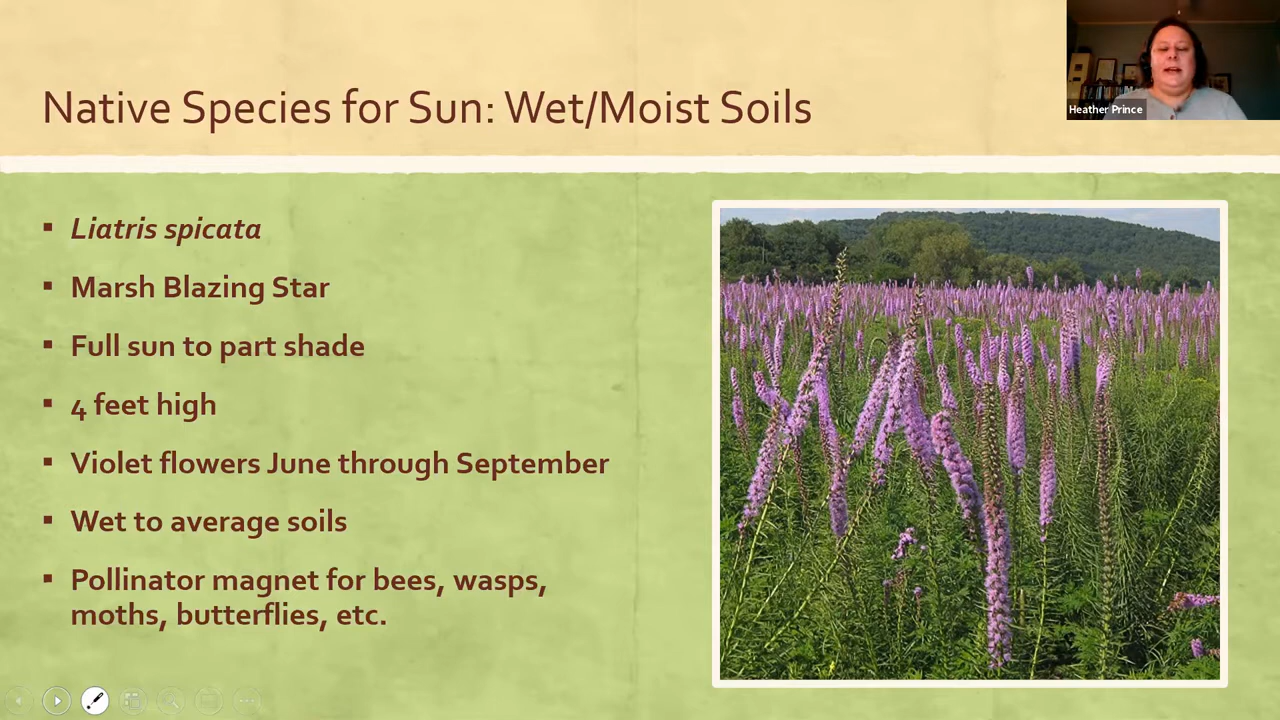 Native Species for Sun: Wet/Moist Soils
Heather Prince
▪ Liatris spicata
▪ Marsh Blazing Star
▪ Full sun to part shade
▪ 4 feet high
▪ Violet flowers June through September
▪ Wet to average soils
▪ Pollinator magnet for bees, wasps,
moths, butterflies, etc.